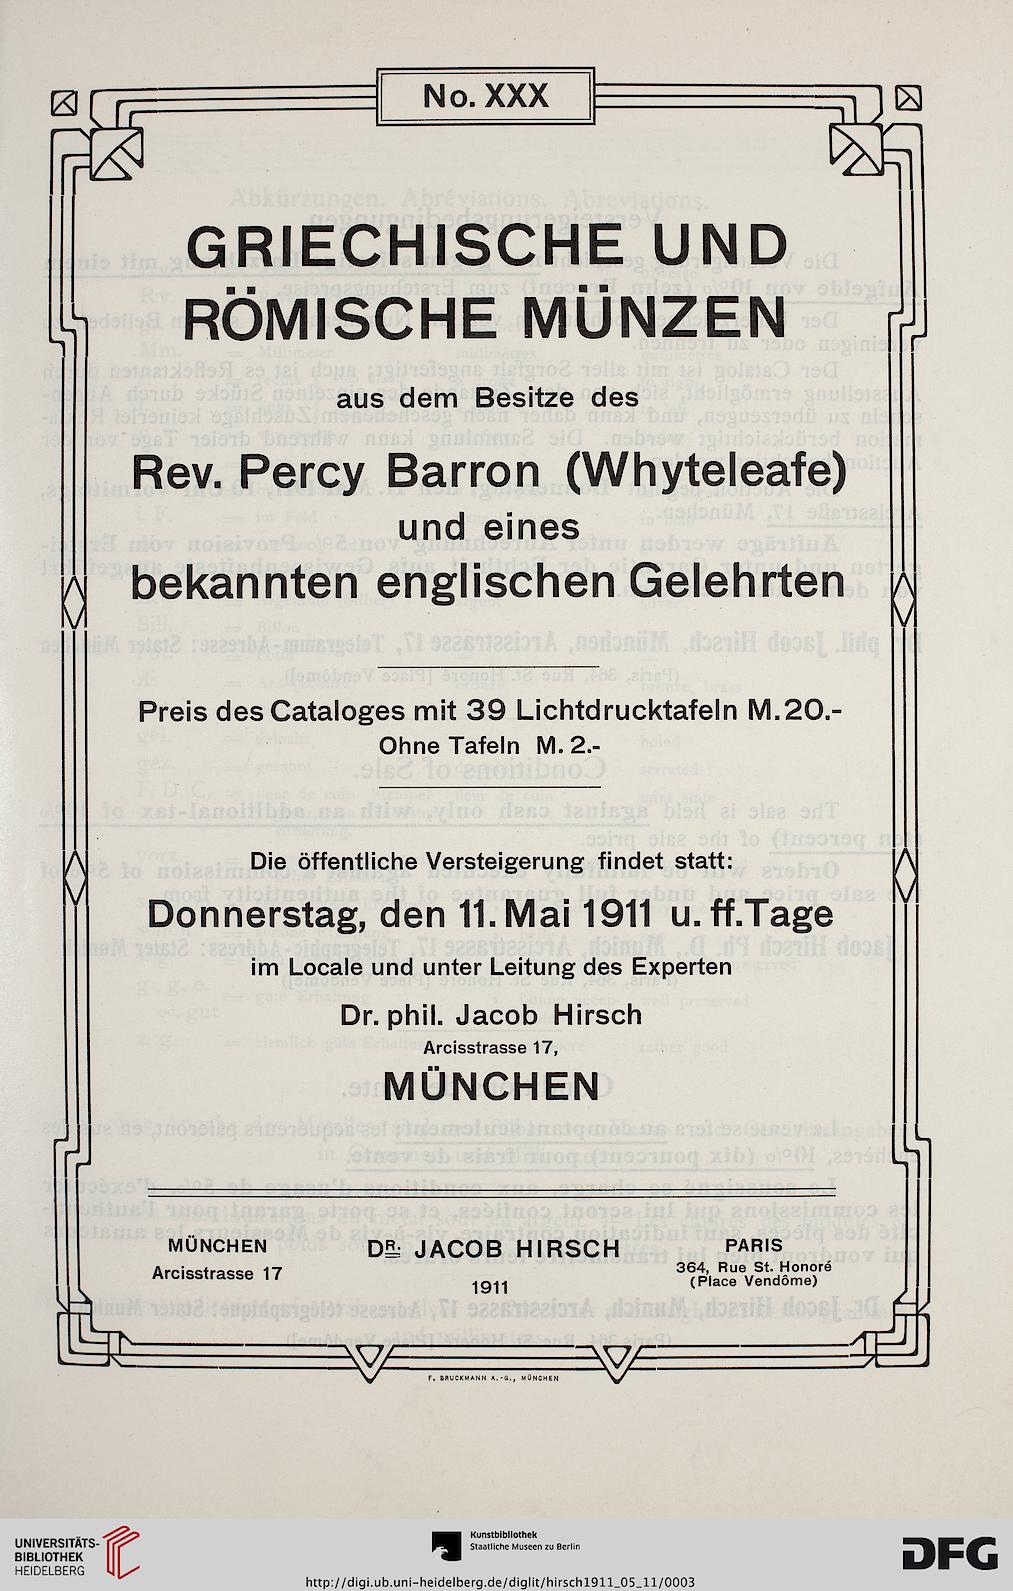 No. XXX
GRIECHISCHE UND
RÖMISCHE MÜNZEN
aus dem Besitze des
Rev. Percy Barron (Whyteleafe)
und eines
bekannten englischen Gelehrten
Preis des Cataloges mit 39 Lichtdrucktafeln M.20.-
Ohne Tafeln M. 2.-
Die öffentliche Versteigerung findet statt:
Donnerstag, den 11. Mai 1911 u. ff. Tage
im Locale und unter Leitung des Experten
Dr. phil. Jacob Hirsch
Arcisstrasse 17,
MÜNCHEN
MÜNCHEN
Arcisstrasse 17
DR. JACOB HIRSCH
1911
PARIS
364, Rue St. Honoré
(Place Vendôme)
F. BRUCKMANN A.-G., MÜNCHEN
UNIVERSITÄTS-
BIBLIOTHEK
HEIDELBERG
Kunstbibliothek
Staatliche Museen zu Berlin
DFG
http://digi.ub.uni-heidelberg.de/diglit/hirsch1911_05_11/0003